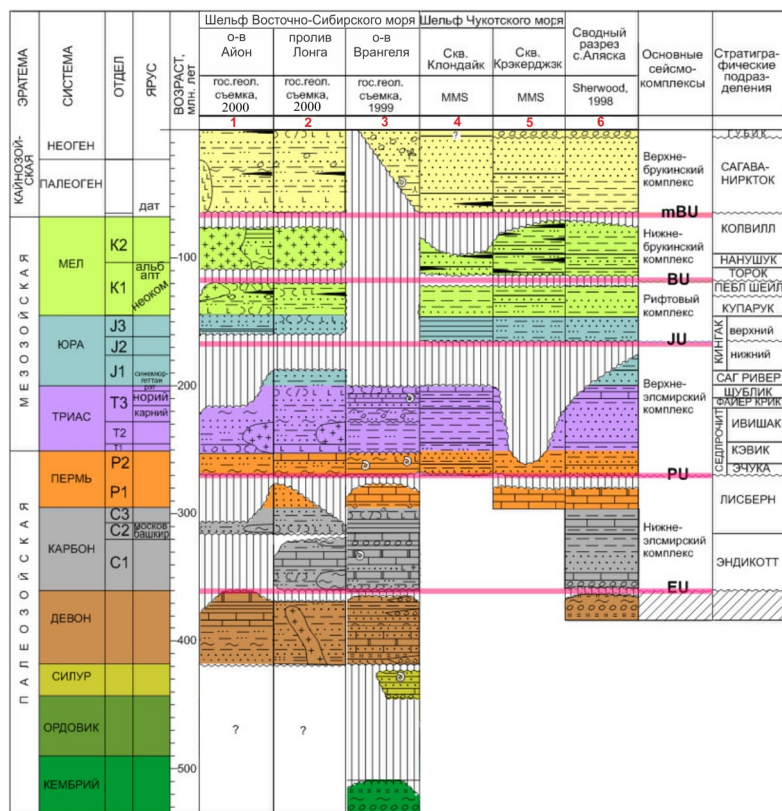 Шельф Восточно-Сибирского моря
Шельф Чукотского моря
ЭРАТЕМА
СИСТЕМА
ОТДЕЛ
ЯРУС
ВОЗРАСТ, млн. лет
о-в Айон
пролив Лонга
о-в Врангеля
Скв. Клондайк
Скв. Крэкерджэк
Сводный разрез с.Аляска
Основные сейсмо-комплексы
Стратигра-фические подраз-деления
гос.геол. съемка, 2000
гос.геол. съемка, 2000
гос.геол. съемка, 1999
MMS
MMS
Sherwood, 1998
1
2
3
4
5
6
КАЙНОЗОЙ-СКАЯ
НЕОГЕН
ПАЛЕОГЕН
дат
?
Верхне-брукинский комплекс
mBU
ГУБИК
САГАВА-НИРКТОК
МЕЗОЗОЙСКАЯ
МЕЛ
K2
K1
альб
апт
неоком
100
Нижне-брукинский комплекс
BU
КОЛВИЛЛ
НАНУШУК
ТОРОК
ПЕБЛ ШЕЙЛ
Рифтовый комплекс
КУПАРУК
ЮРА
J3
J2
J1
синемюр-
геттан
рэт
JU
КИНГАК
верхний
нижний
200
ТРИАС
T3
T2
T1
норий
карний
Верхне-элсмирский комплекс
САГ РИВЕР
ШУБЛИК
ФАЙЕР КРИК
СЕДЛРОЧИТ
ИВИШАК
КЭВИК
ЭЧУКА
PU
ПАЛЕОЗОЙСКАЯ
ПЕРМЬ
P2
P1
ЛИСБЕРН
300
КАРБОН
C3
C2
C1
москов.
башкир
Нижне-элсмирский комплекс
EU
ЭНДИКОТТ
ДЕВОН
400
СИЛУР
ОРДОВИК
?
?
КЕМБРИЙ
500